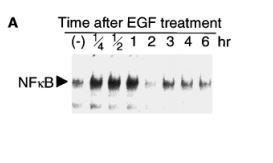 A
Time after EGF treatment
(-) 1/4 1/2 1 2 3 4 6 hr
NFκB